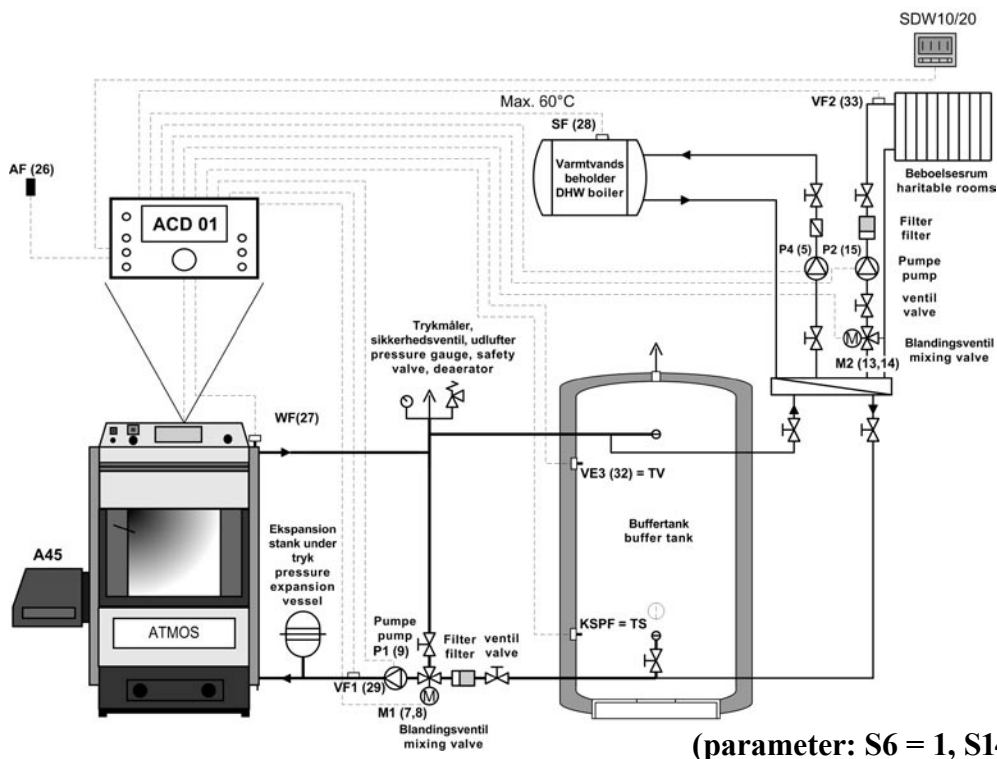 SDW10/20
Max. 60°C
VF2 (33)
SF (28)
AF (26)
Varmtvands
beholder
DHW boiler
Beboelsesrum
haritable rooms
ACD 01
Filter
filter
P4 (5)
P2 (15)
Pumpe
pump
ventil
valve
Trykmåler,
sikkerhedsventil, udlufter
pressure gauge, safety
valve, deaerator
M
Blandingsventil
mixing valve
M2 (13,14)
WF(27)
VE3 (32) = TV
Buffertank
buffer tank
Ekspansion
stank under
tryk
pressure
expansion
vessel
A45
ATMOS
KSPF = TS
Pumpe
pump
P1 (9)
Filter
filter
ventil
valve
VF1 (29)
M
M1 (7,8)
Blandingsventil
mixing valve
(parameter: S6 = 1, S14